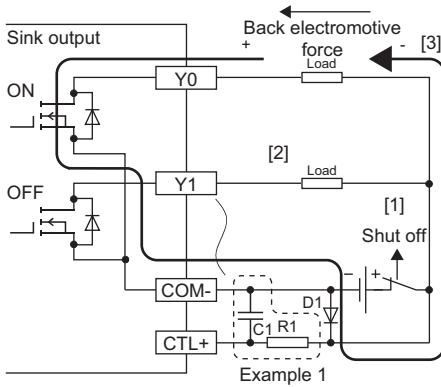 Sink output
Back electromotive
force
+
-
[3]
Y0
Load
ON
[2]
OFF
Y1
Load
[1]
Shut off
COM-
- +
D1
C1
R1
CTL+
Example 1